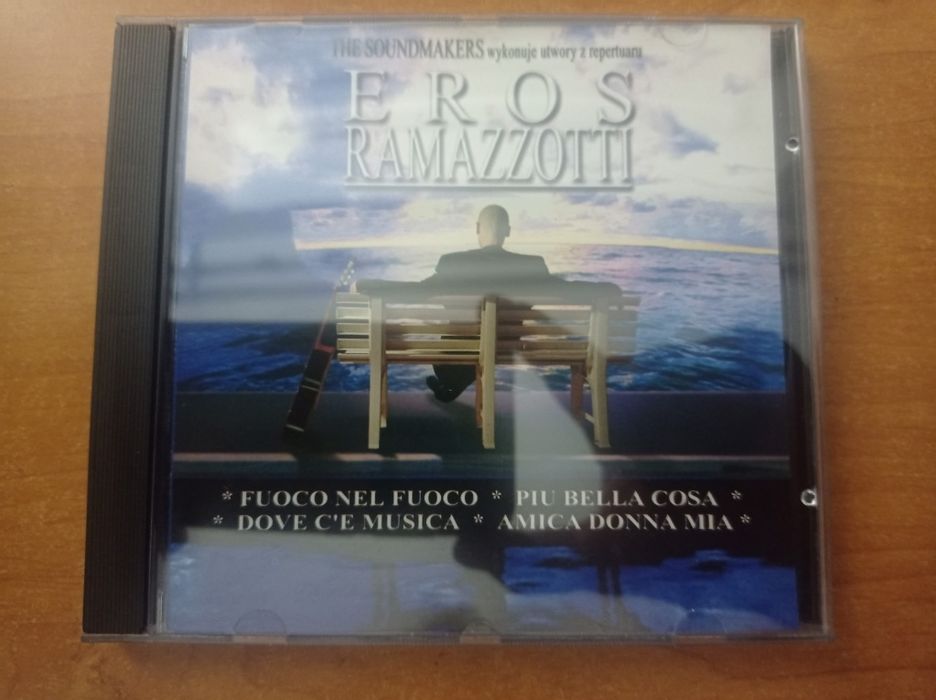 THE SOUNDMAKERS wykonuje utwory z repertuaru
EROS
RAMAZZOTTI
* FUOCO NEL FUOCO * PIU BELLA COSA *
* DOVE C'E MUSICA * AMICA DONNA MIA *